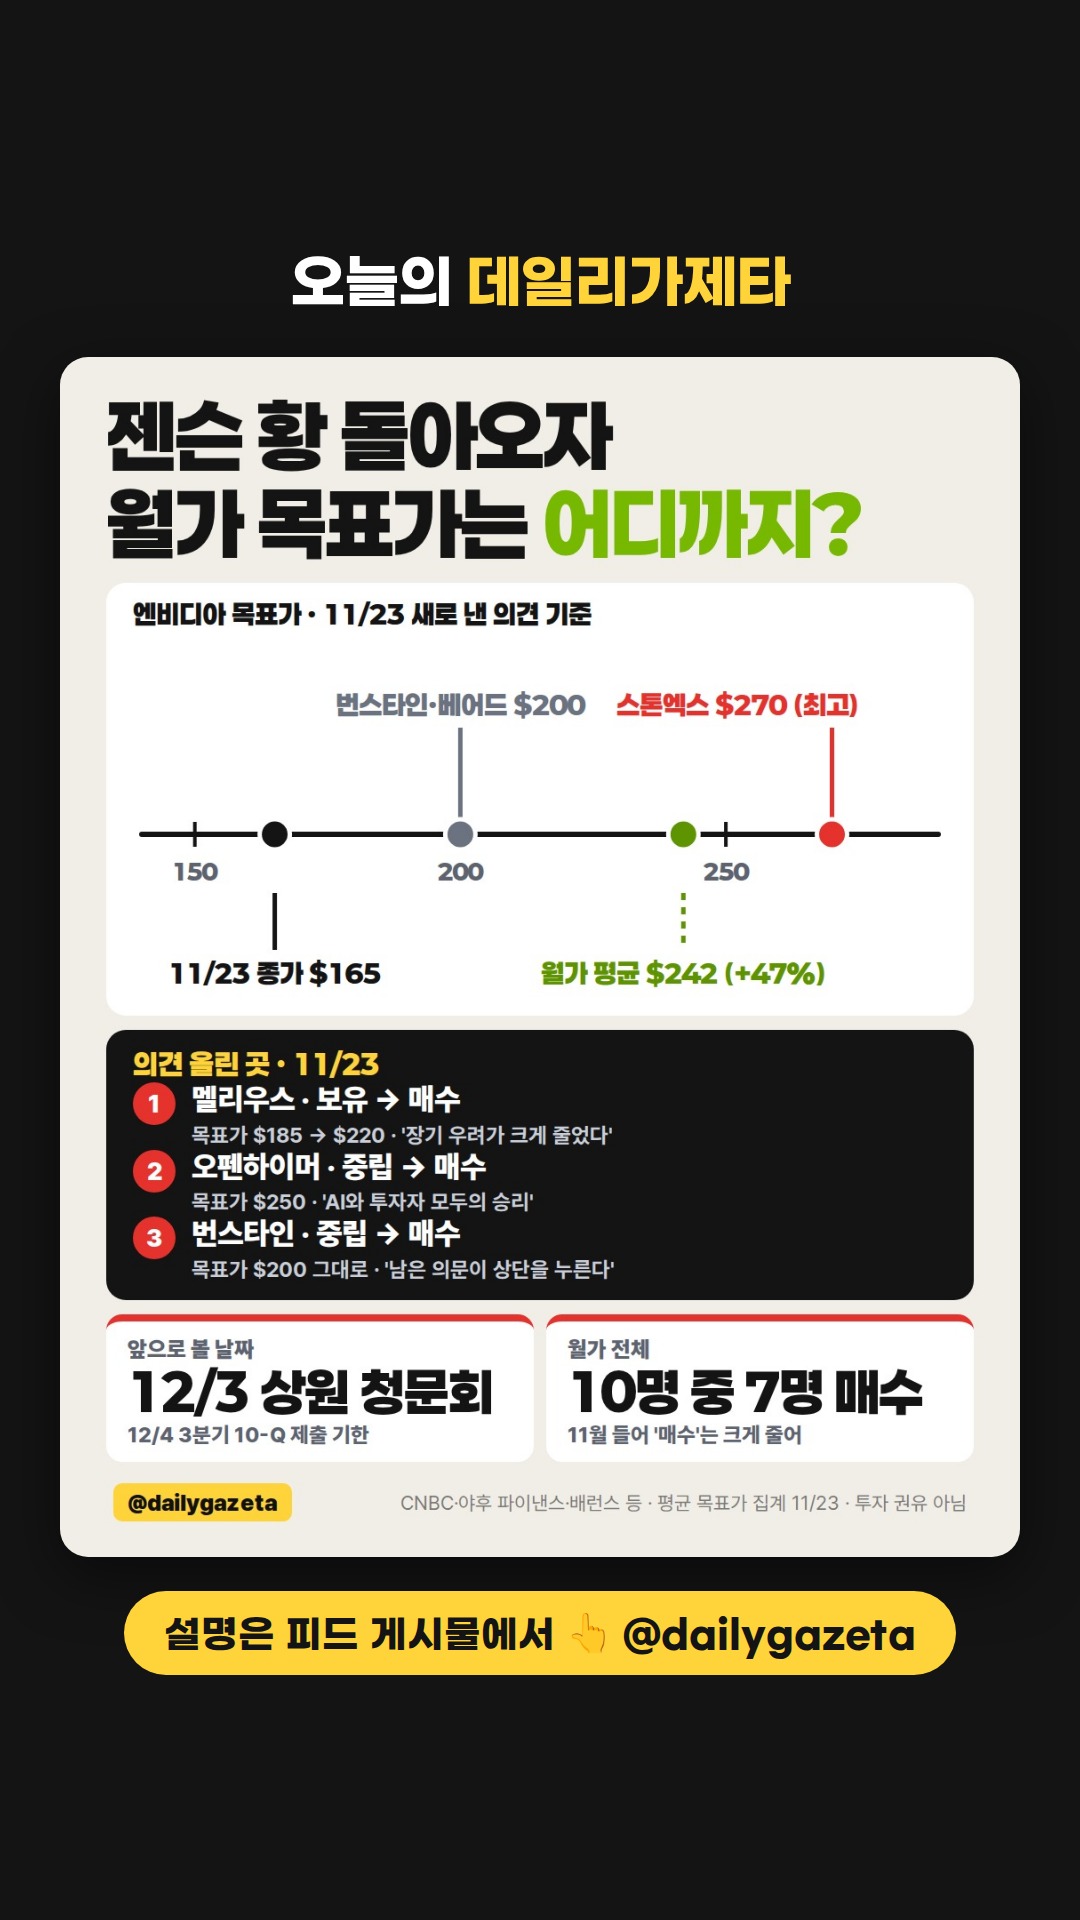 오늘의 데일리가제타
젠슨 황 돌아오자
월가 목표가는 어디까지?
엔비디아 목표가 · 11/23 새로 낸 의견 기준
번스타인·베어드 $200
스톤엑스 $270 (최고)
150
200
250
11/23 종가 $165
월가 평균 $242 (+47%)
의견 올린 곳 · 11/23
1 멜리우스 · 보유 → 매수
목표가 $185 → $220 · '장기 우려가 크게 줄었다'
2 오펜하이머 · 중립 → 매수
목표가 $250 · 'AI와 투자자 모두의 승리'
3 번스타인 · 중립 → 매수
목표가 $200 그대로 · '남은 의문이 상단을 누른다'
앞으로 볼 날짜
12/3 상원 청문회
12/4 3분기 10-Q 제출 기한
월가 전체
10명 중 7명 매수
11월 들어 '매수'는 크게 줄어
@dailygazeta
CNBC·야후 파이낸스·배런스 등 · 평균 목표가 집계 11/23 · 투자 권유 아님
설명은 피드 게시물에서 👆 @dailygazeta